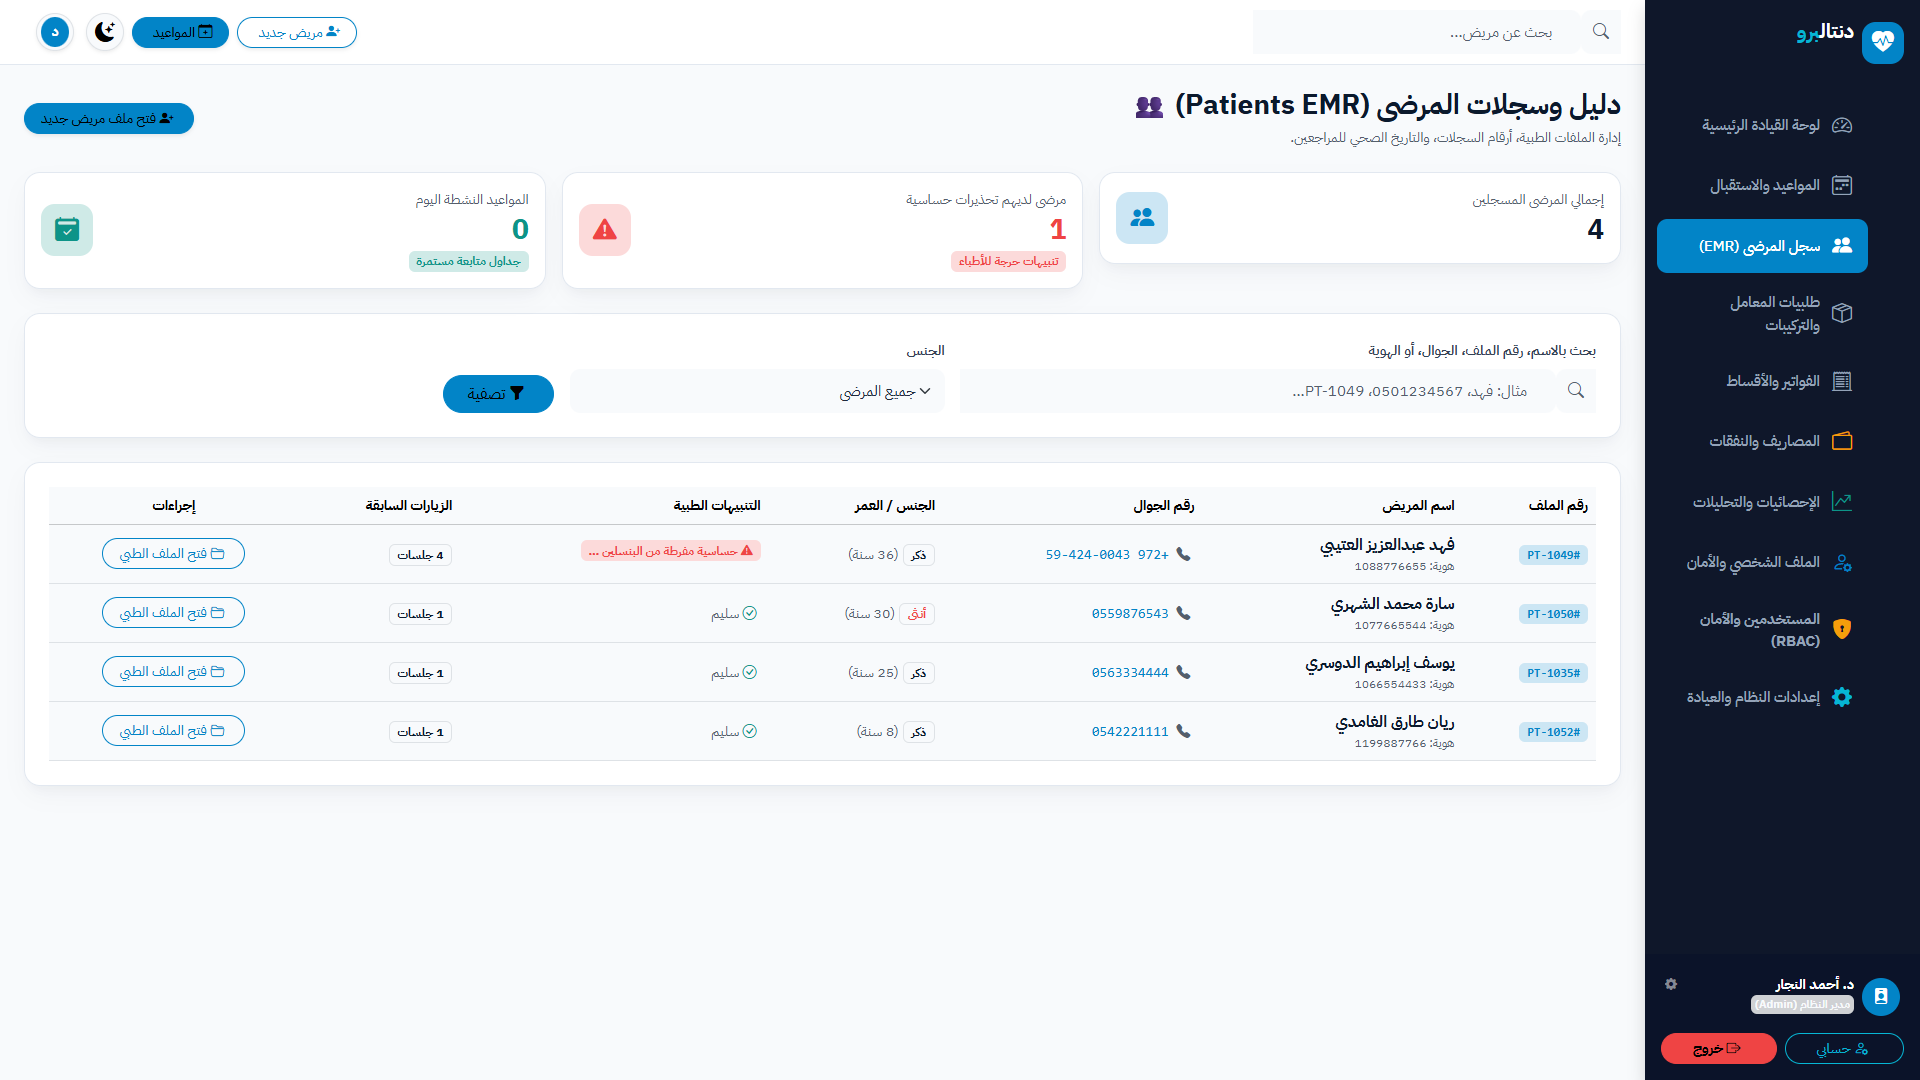 دنتالبرو
لوحة القيادة الرئيسية
المواعيد والاستقبال
سجل المرضى (EMR)
طلبيات المعامل
والتركيبات
الفواتير والأقساط
المصاريف والنفقات
الإحصائيات والتحليلات
الملف الشخصي والأمان
المستخدمين والأمان
(RBAC)
إعدادات النظام والعيادة
د. أحمد النجار
مدير النظام (Admin)
حسابي
خروج
بحث عن مريض...
مريض جديد
المواعيد
د
دليل وسجلات المرضى (Patients EMR)
إدارة الملفات الطبية، أرقام السجلات، والتاريخ الصحي للمراجعين.
فتح ملف مريض جديد
إجمالي المرضى المسجلين
4
مرضى لديهم تحذيرات حساسية
1
تنبيهات حرجة للأطباء
المواعيد النشطة اليوم
0
جداول متابعة مستمرة
بحث بالاسم، رقم الملف، الجوال، أو الهوية
مثال: فهد، 0501234567، PT-1049...
الجنس
جميع المرضى
تصفية
رقم الملف اسم المريض رقم الجوال الجنس / العمر التنبيهات الطبية الزيارات السابقة إجراءات
PT-1049# فهد عبدالعزيز العتيبي +972 59-424-0043 ذكر (36 سنة) حساسية مفرطة من البنسلين ... 4 جلسات فتح الملف الطبي
هوية: 1088776655
PT-1050# سارة محمد الشهري 0559876543 أنثى (30 سنة) سليم 1 جلسات فتح الملف الطبي
هوية: 1077665544
PT-1035# يوسف إبراهيم الدوسري 0563334444 ذكر (25 سنة) سليم 1 جلسات فتح الملف الطبي
هوية: 1066554433
PT-1052# ريان طارق الغامدي 0542221111 ذكر (8 سنة) سليم 1 جلسات فتح الملف الطبي
هوية: 1199887766